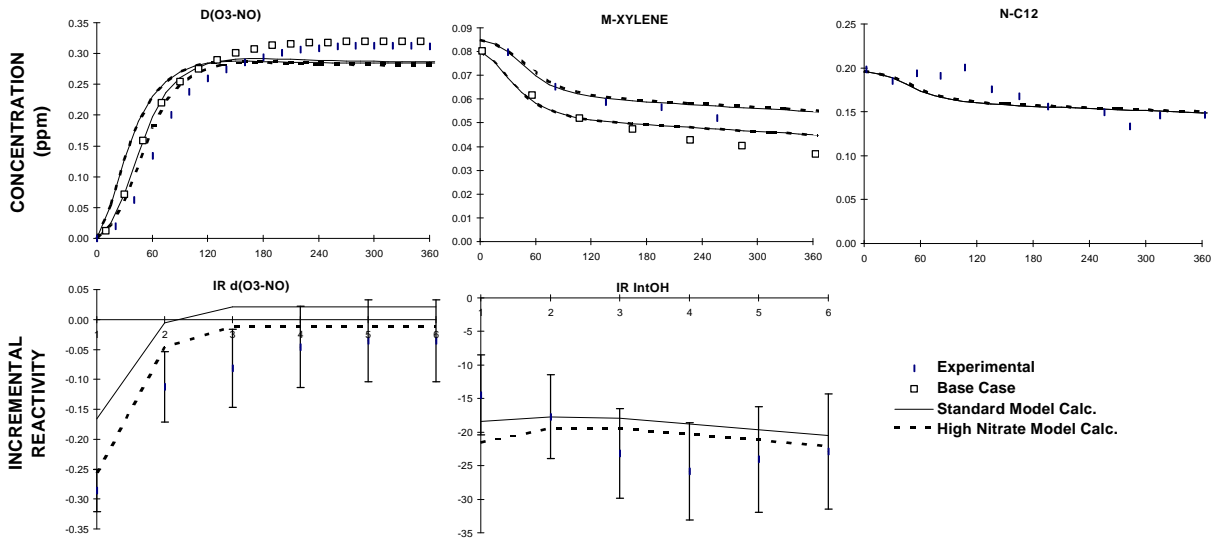 D(O3-NO)
0.35
0.30
0.25
0.20
0.15
0.10
0.05
0.00
0 60 120 180 240 300 360
M-XYLENE
0.09
0.08
0.07
0.06
0.05
0.04
0.03
0.02
0.01
0.00
0 60 120 180 240 300 360
N-C12
0.25
0.20
0.15
0.10
0.05
0.00
0 60 120 180 240 300 360
CONCENTRATION
(ppm)
IR d(O3-NO)
0.05
0.00
-0.05
-0.10
-0.15
-0.20
-0.25
-0.30
-0.35
1 2 3 4 5 6
IR IntOH
0
-5
-10
-15
-20
-25
-30
-35
1 2 3 4 5 6
INCREMENTAL
REACTIVITY
Experimental
Base Case
Standard Model Calc.
High Nitrate Model Calc.